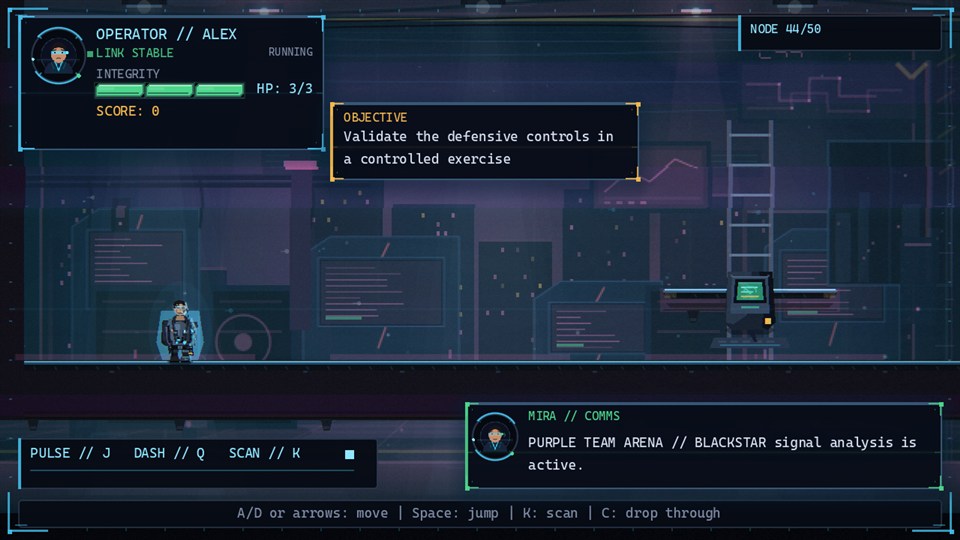 OPERATOR // ALEX
LINK STABLE
RUNNING
INTEGRITY
HP: 3/3
SCORE: 0
NODE 44/50
OBJECTIVE
Validate the defensive controls in
a controlled exercise
MIRA // COMMS
PURPLE TEAM ARENA // BLACKSTAR signal analysis is
active.
PULSE // J DASH // Q SCAN // K
A/D or arrows: move | Space: jump | K: scan | C: drop through